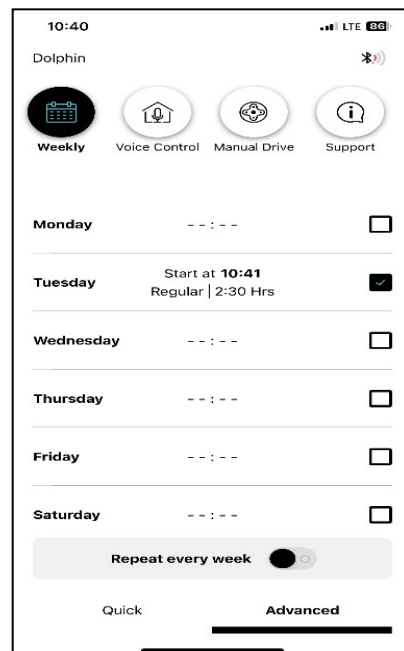 10:40 LTE 86
Dolphin
Weekly Voice Control Manual Drive Support
Monday --:--
Start at 10:41
Tuesday
Regular | 2:30 Hrs
Wednesday --:--
Thursday --:--
Friday --:--
Saturday --:--
Repeat every week
Quick Advanced